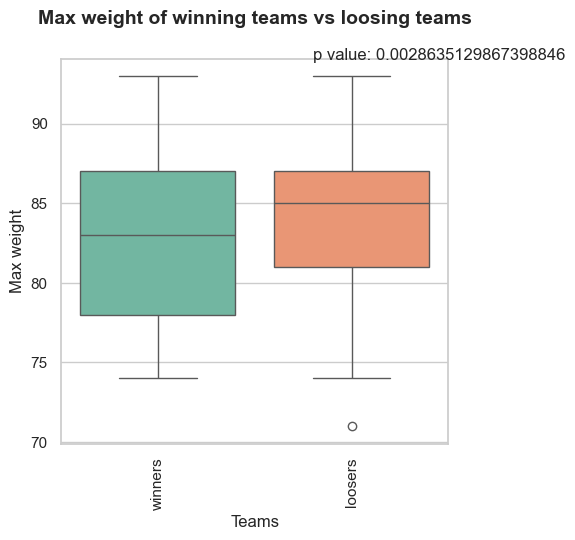 Max weight of winning teams vs loosing teams
p value: 0.0028635129867398846
90
85
80
75
70
Max weight
winners
loosers
Teams